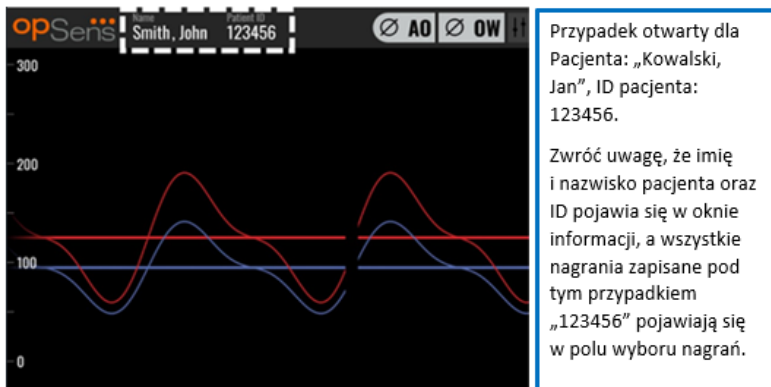 opSens
Name Patient ID
Smith, John 123456
Ø AO Ø OW
300
200
100
0
Przypadek otwarty dla
Pacjenta: „Kowalski,
Jan”, ID pacjenta:
123456.
Zwróć uwagę, że imię
i nazwisko pacjenta oraz
ID pojawia się w oknie
informacji, a wszystkie
nagrania zapisane pod
tym przypadkiem
„123456” pojawiają się
w polu wyboru nagrań.